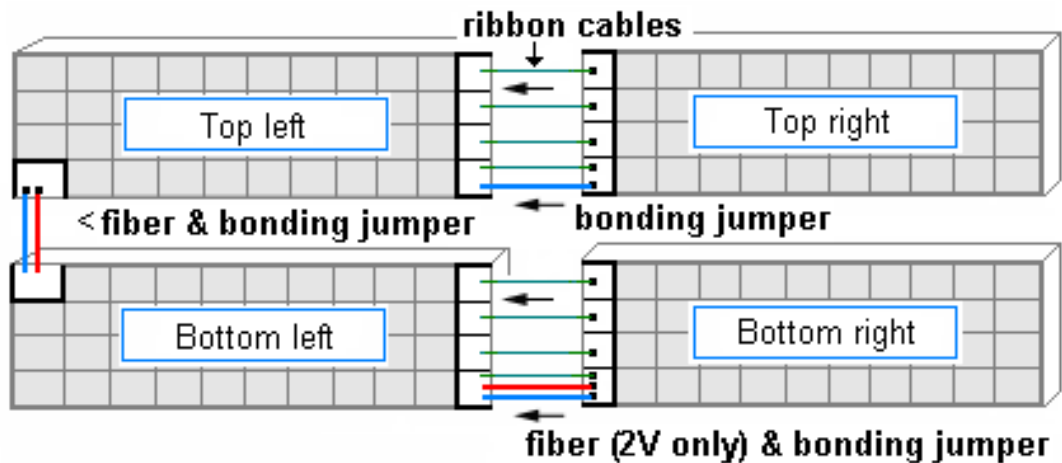 ribbon cables
Top left
Top right
< fiber & bonding jumper
bonding jumper
Bottom left
Bottom right
fiber (2V only) & bonding jumper